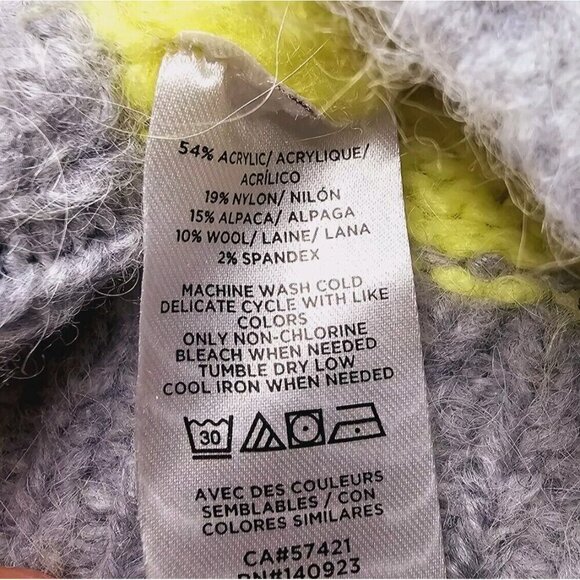 54% ACRYLIC/ ACRYLIQUE/
ACRÍLICO
19% NYLON/ NILÓN/
15% ALPACA/ ALPAGA
10% WOOL/ LAINE/ LANA
2% SPANDEX
MACHINE WASH COLD
DELICATE CYCLE WITH LIKE
COLORS
ONLY NON-CHLORINE
BLEACH WHEN NEEDED
TUMBLE DRY LOW
COOL IRON WHEN NEEDED
30
AVEC DES COULEURS
SEMBLABLES / CON
COLORES SIMILARES
CA#57421
RN#140923